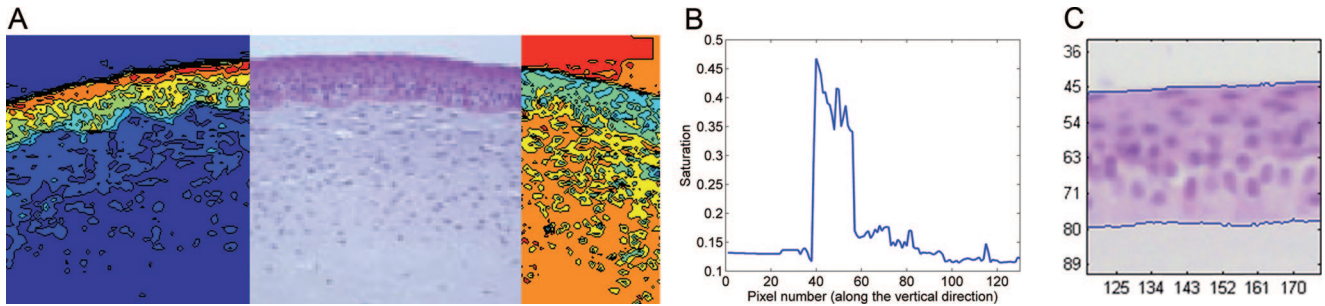 A
B
0.5
0.45
0.4
0.35
0.3
0.25
0.2
0.15
0.1
Saturation
0 20 40 60 80 100 120
Pixel number (along the vertical direction)
C
36
45
54
63
71
80
89
125 134 143 152 161 170